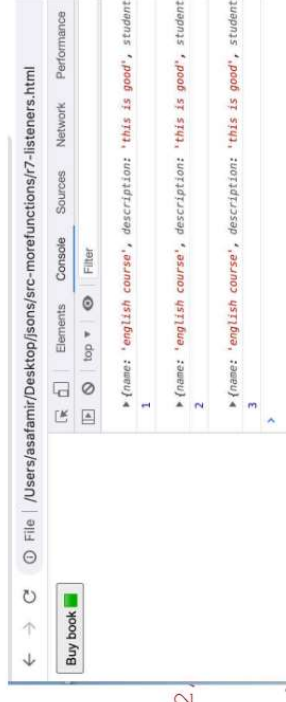 File | /Users/asafamir/Desktop/jsons/src-morefunctions/r7-listeners.html
Buy book
Elements Console Sources Network Performance
top Filter
{name: 'english course', description: 'this is good', student
1
{name: 'english course', description: 'this is good', student
2
{name: 'english course', description: 'this is good', student
3
2